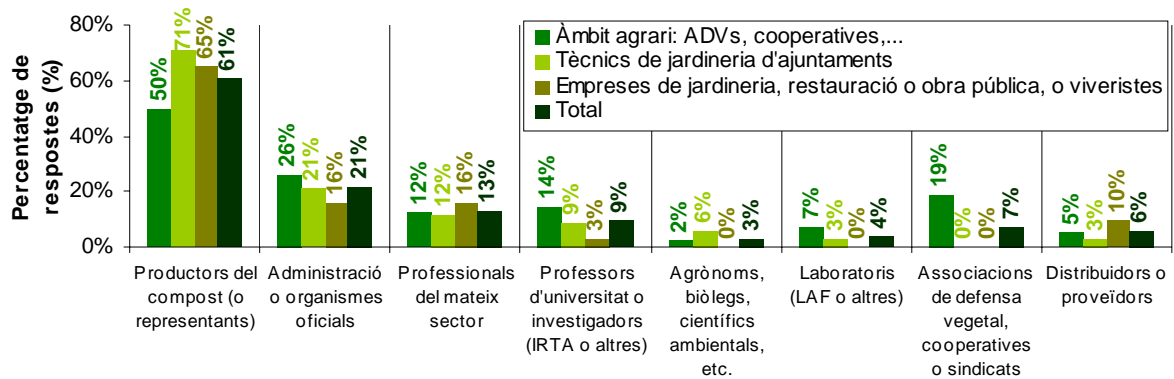 Percentatge de
respostes (%)
80%
60%
40%
20%
0%
Àmbit agrari: ADVs, cooperatives,...
Tècnics de jardineria d'ajuntaments
Empreses de jardineria, restauració o obra pública, o viveristes
Total
50%
71%
65%
61%
26%
21%
16%
21%
12%
12%
16%
13%
14%
9%
3%
9%
2%
6%
0%
3%
7%
3%
0%
4%
19%
0%
0%
7%
5%
3%
10%
6%
Productors del
compost (o
representants)
Administració
o organismes
oficials
Professionals
del mateix
sector
Professors
d'universitat o
investigadors
(IRTA o altres)
Agrònoms,
biòlegs,
científics
ambientals,
etc.
Laboratoris
(LAF o altres)
Associacions
de defensa
vegetal,
cooperatives
o sindicats
Distribuidors o
proveïdors